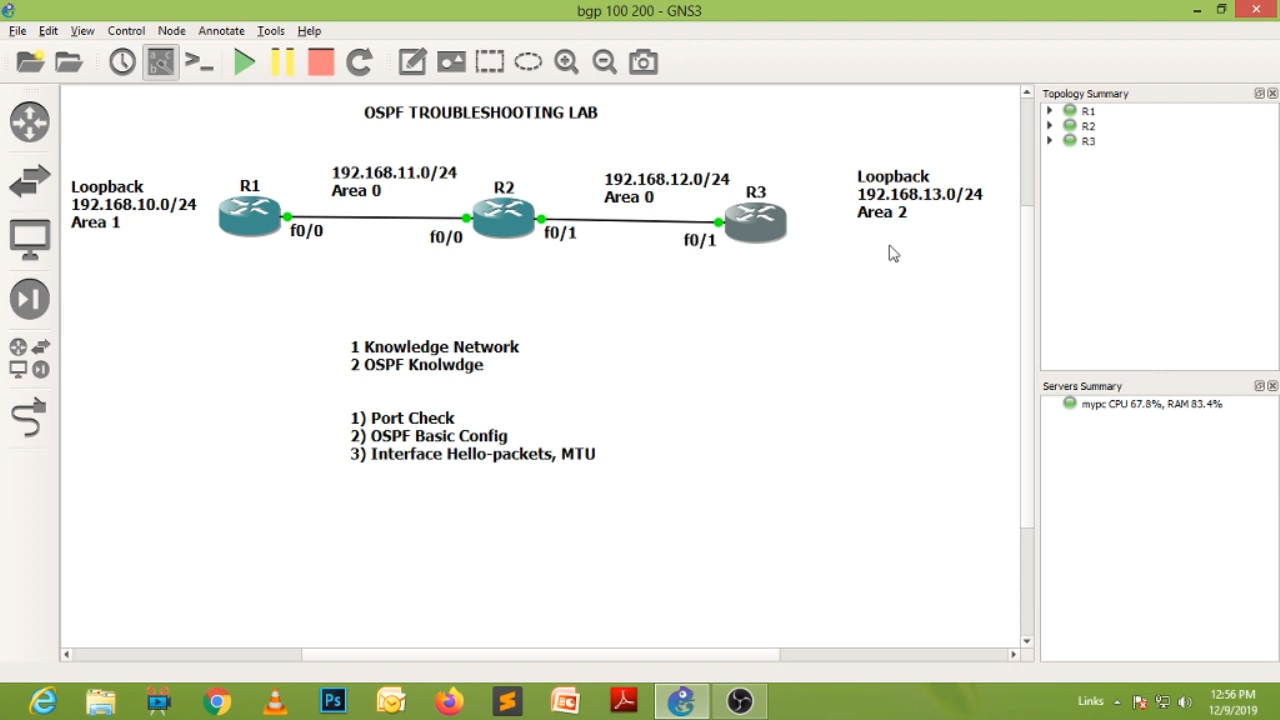 bgp 100 200 - GNS3
File Edit View Control Node Annotate Tools Help
OSPF TROUBLESHOOTING LAB
Loopback
192.168.10.0/24
Area 1
R1
f0/0
192.168.11.0/24
Area 0
R2
f0/0
f0/1
192.168.12.0/24
Area 0
R3
f0/1
Loopback
192.168.13.0/24
Area 2
1 Knowledge Network
2 OSPF Knolwdge
1) Port Check
2) OSPF Basic Config
3) Interface Hello-packets, MTU
Topology Summary
R1
R2
R3
Servers Summary
mypc CPU 67.8%, RAM 83.4%
Ps
Links
12:56 PM
12/9/2019